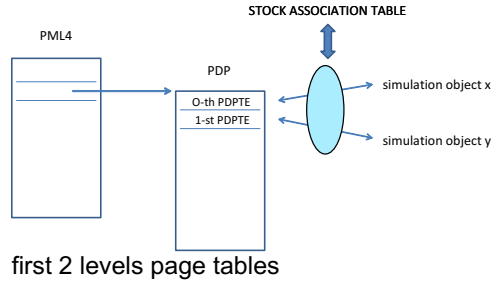 STOCK ASSOCIATION TABLE
PML4
PDP
simulation object x
0-th PDPTE
1-st PDPTE
simulation object y
first 2 levels page tables